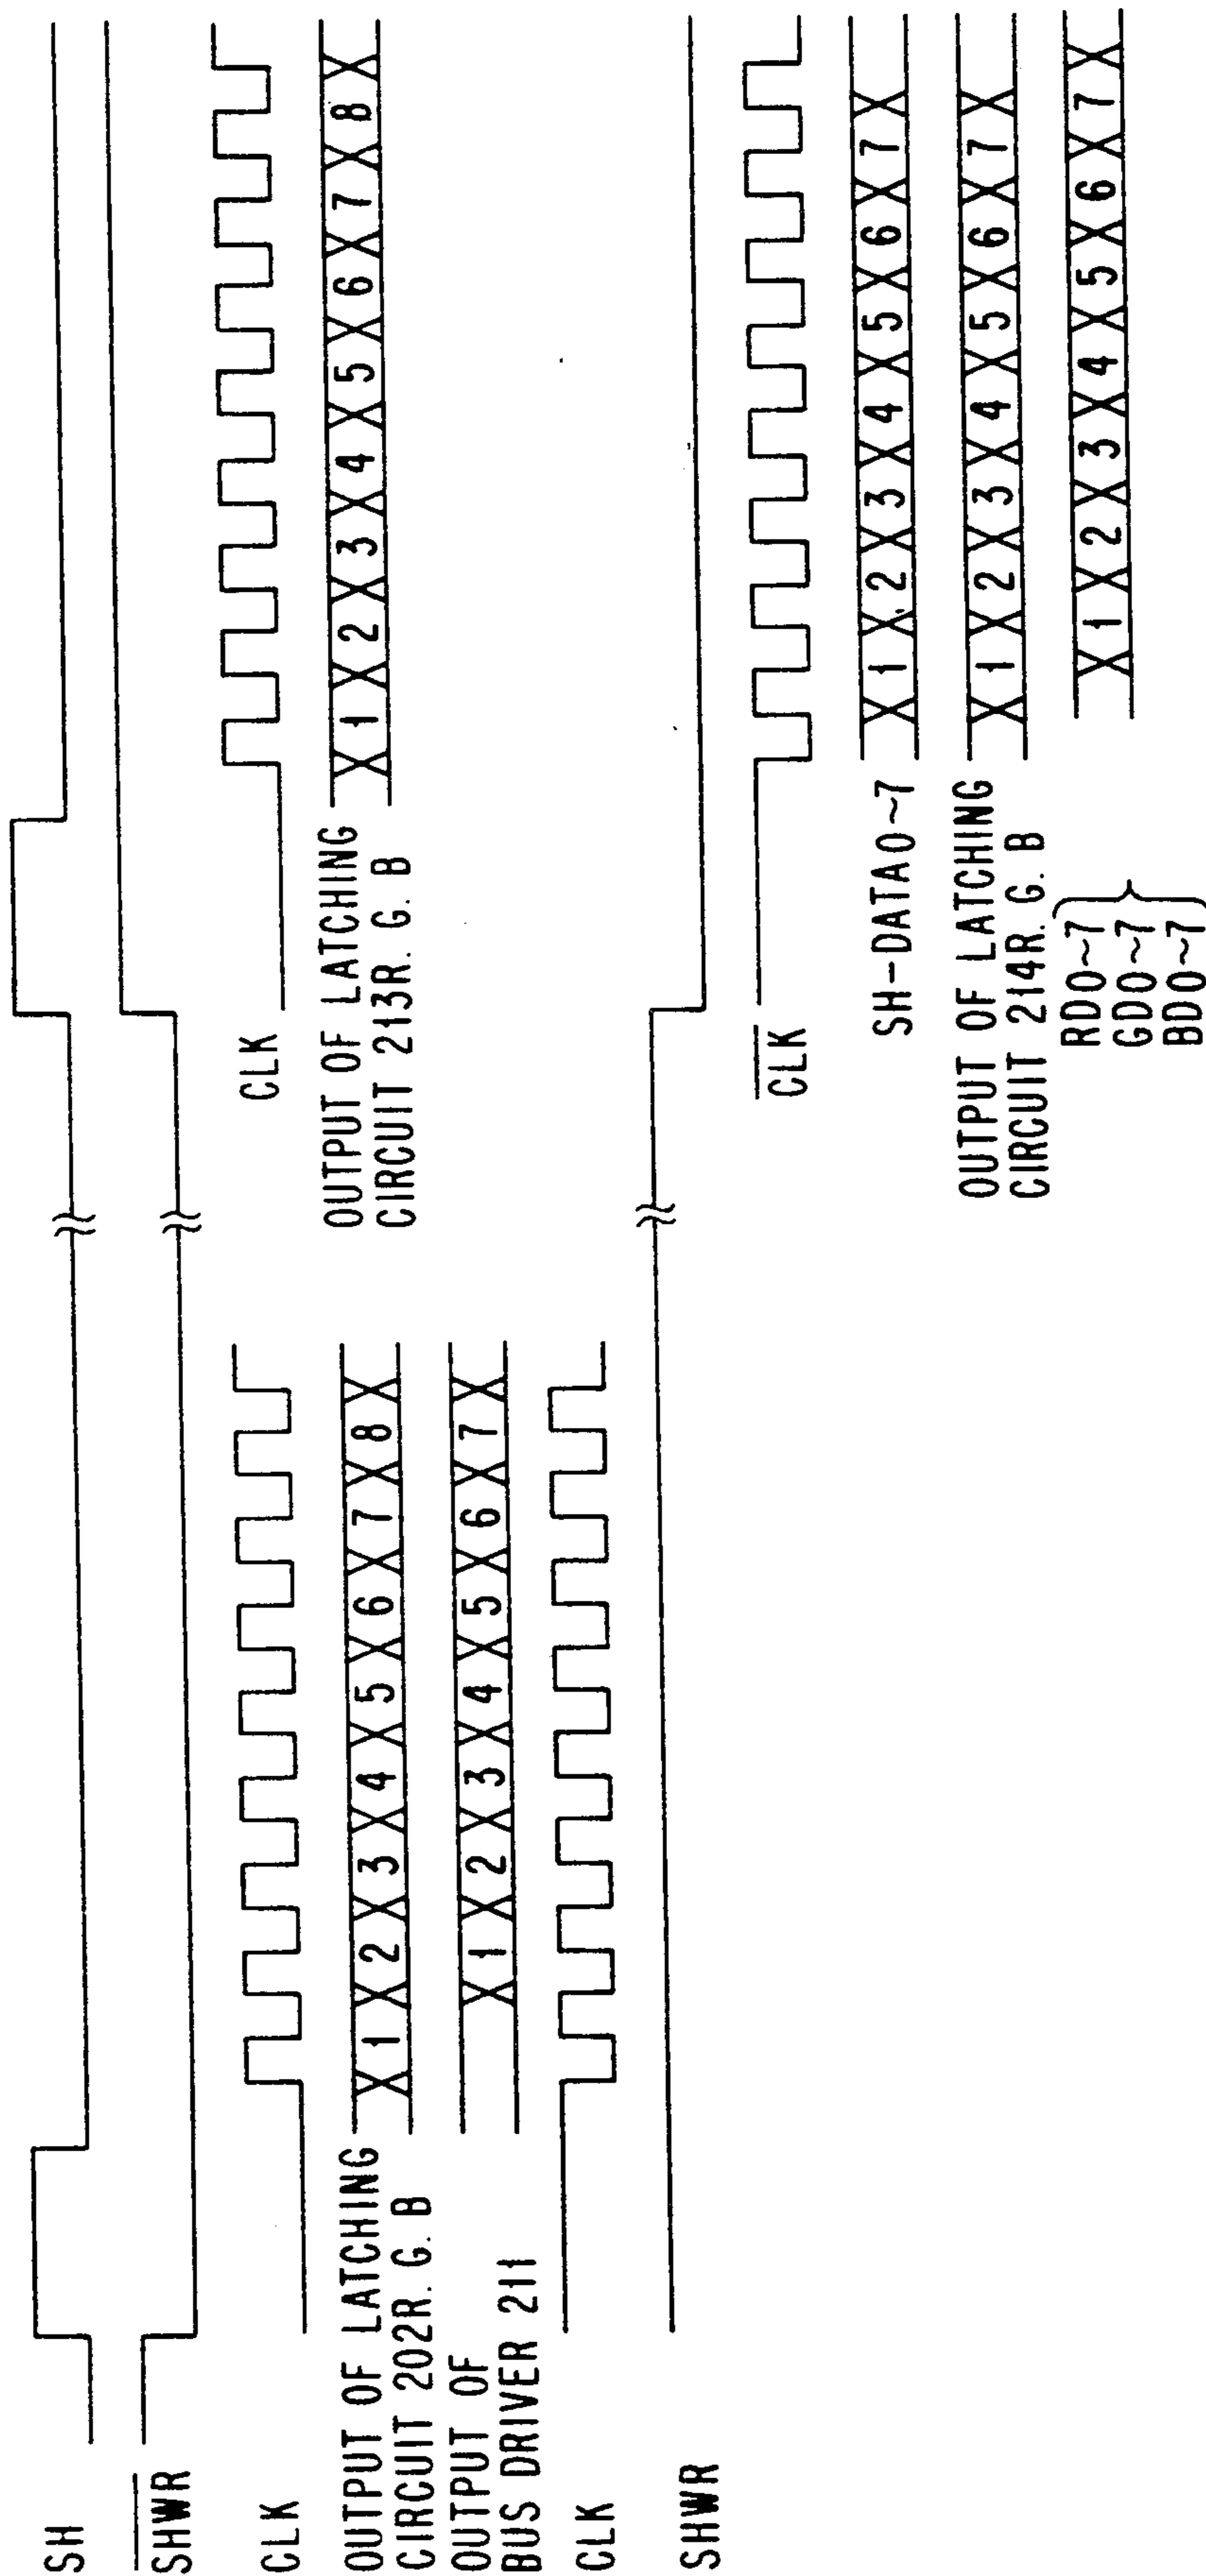 SH
SHWR
CLK
OUTPUT OF LATCHING
CIRCUIT 202R. G. B
X 1 X 2 X 3 X 4 X 5 X 6 X 7 X 8 X
OUTPUT OF
BUS DRIVER 211
X 1 X 2 X 3 X 4 X 5 X 6 X 7 X
CLK
SHWR
CLK
OUTPUT OF LATCHING
CIRCUIT 213R. G. B
X 1 X 2 X 3 X 4 X 5 X 6 X 7 X 8 X
CLK
SH-DATA0~7
X 1 X 2 X 3 X 4 X 5 X 6 X 7 X
OUTPUT OF LATCHING
CIRCUIT 214R. G. B
X 1 X 2 X 3 X 4 X 5 X 6 X 7 X
RD0~7
GD0~7
BD0~7
X 1 X 2 X 3 X 4 X 5 X 6 X 7 X